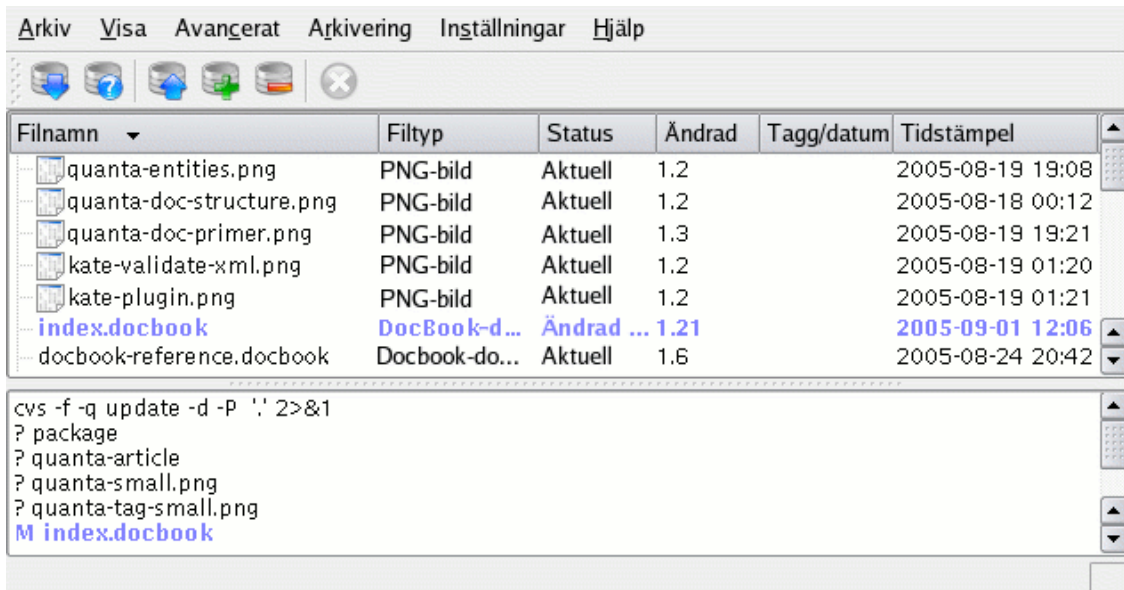 Arkiv Visa Avancerat Arkivering Inställningar Hjälp
Filnamn Filtyp Status Ändrad Tagg/datum Tidstämpel
quanta-entities.png PNG-bild Aktuell 1.2 2005-08-19 19:08
quanta-doc-structure.png PNG-bild Aktuell 1.2 2005-08-18 00:12
quanta-doc-primer.png PNG-bild Aktuell 1.3 2005-08-19 19:21
kate-validate-xml.png PNG-bild Aktuell 1.2 2005-08-19 01:20
kate-plugin.png PNG-bild Aktuell 1.2 2005-08-19 01:21
index.docbook DocBook-d... Ändrad ... 1.21 2005-09-01 12:06
docbook-reference.docbook Docbook-do... Aktuell 1.6 2005-08-24 20:42
cvs -f -q update -d -P '.' 2>&1
? package
? quanta-article
? quanta-small.png
? quanta-tag-small.png
M index.docbook